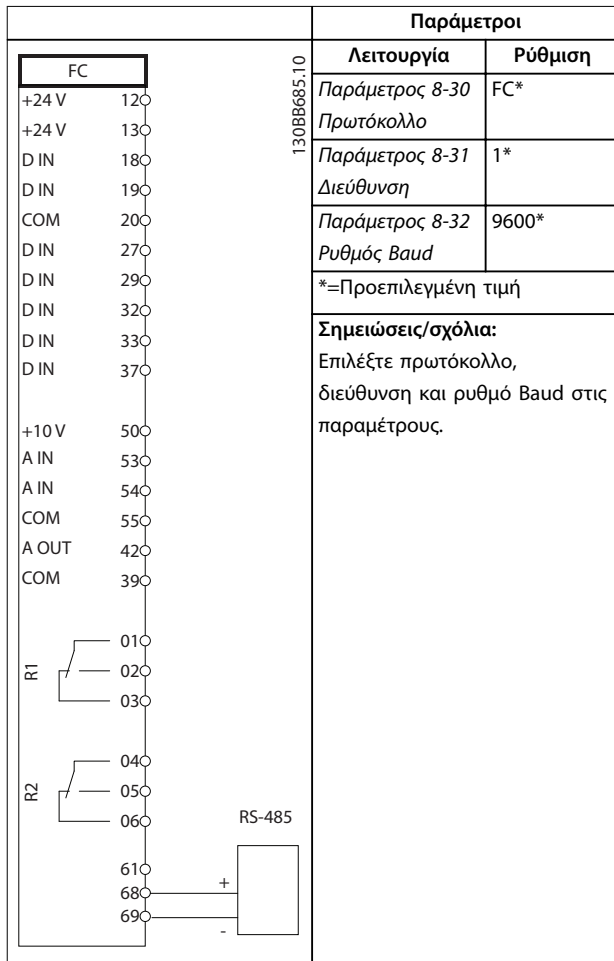 FC
+24 V 12
+24 V 13
D IN 18
D IN 19
COM 20
D IN 27
D IN 29
D IN 32
D IN 33
D IN 37
+10 V 50
A IN 53
A IN 54
COM 55
A OUT 42
COM 39
R1
01
02
03
R2
04
05
06
RS-485
61
68 +
69 -
130BB685.10
Παράμετροι
Λειτουργία Ρύθμιση
Παράμετρος 8-30 FC*
Πρωτόκολλο
Παράμετρος 8-31 1*
Διεύθυνση
Παράμετρος 8-32 9600*
Ρυθμός Baud
*=Προεπιλεγμένη τιμή
Σημειώσεις/σχόλια:
Επιλέξτε πρωτόκολλο,
διεύθυνση και ρυθμό Baud στις
παραμέτρους.